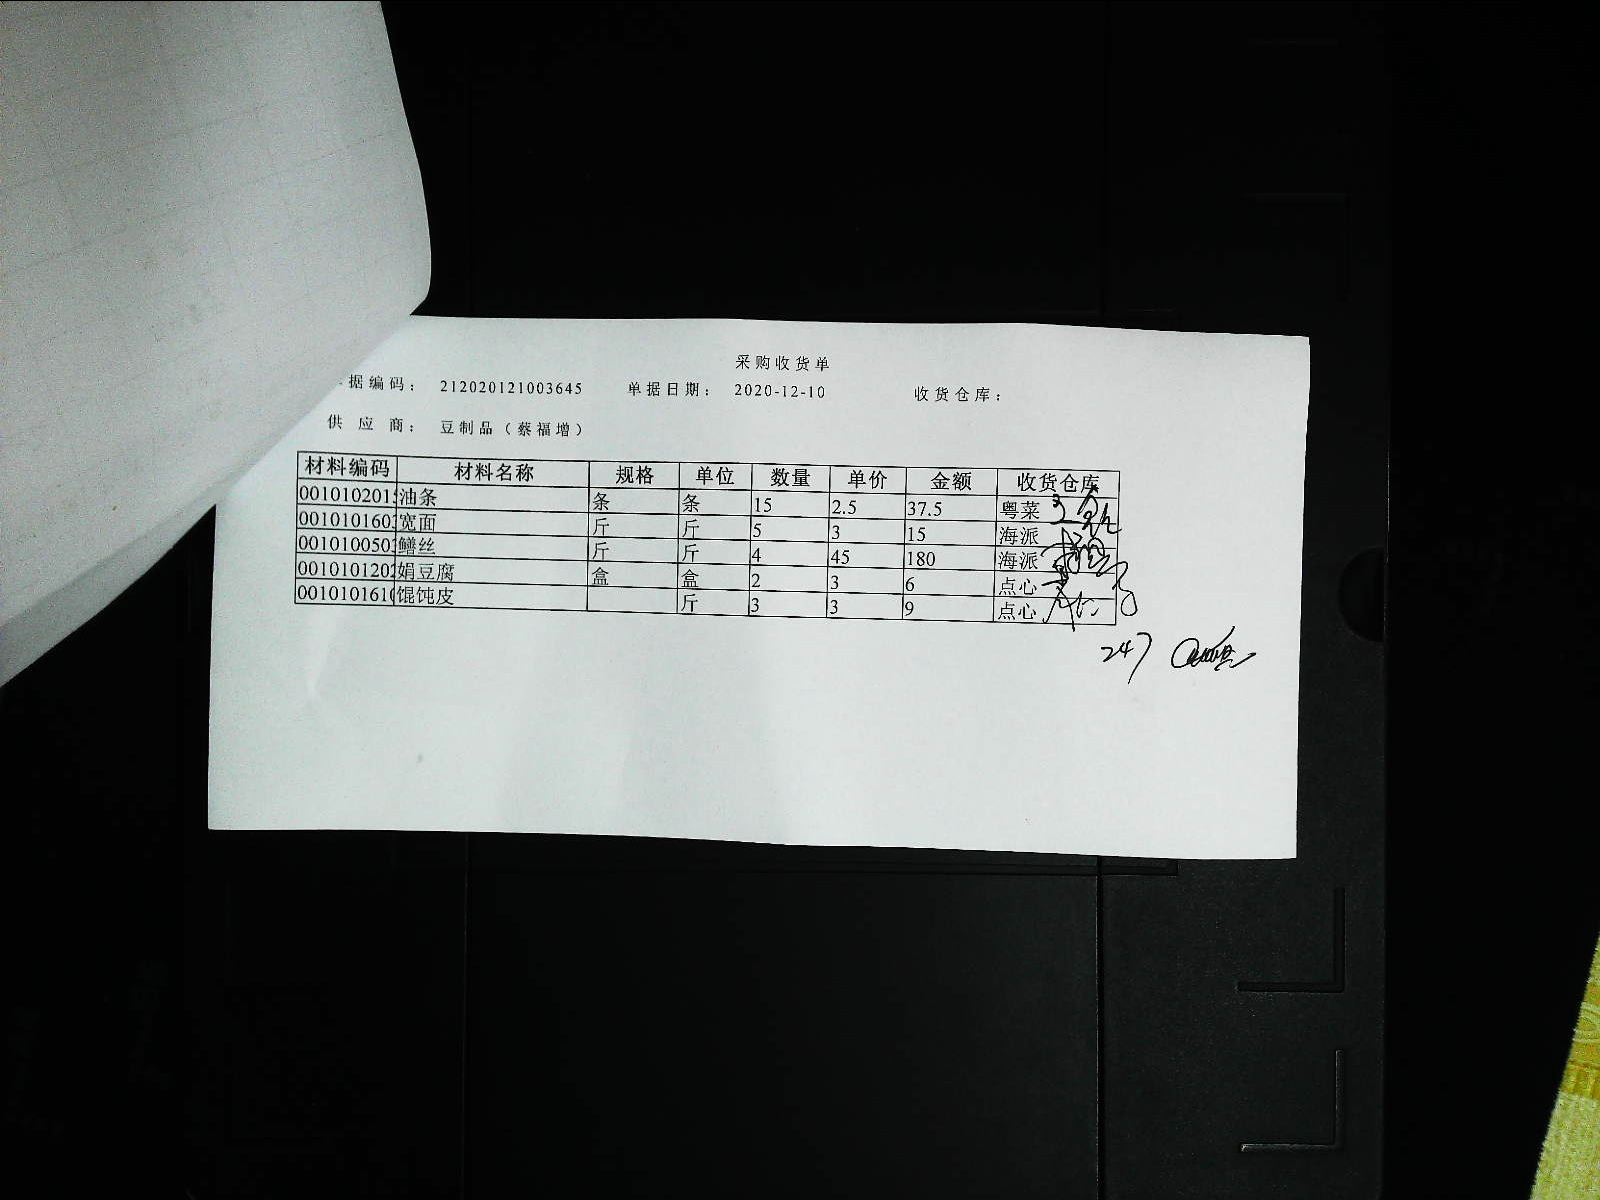 采购收货单
据编码： 212020121003645 单据日期： 2020-12-10 收货仓库：
供应商： 豆制品（蔡福增）
材料编码 材料名称 规格 单位 数量 单价 金额 收货仓库
001010201 油条 条 条 15 2.5 37.5 粤菜
001010160 宽面 斤 斤 5 3 15 海派
001010050 鳝丝 斤 斤 4 45 180 海派
001010120 娟豆腐 盒 盒 2 3 6 点心
001010161 馄饨皮 斤 3 3 9 点心
247